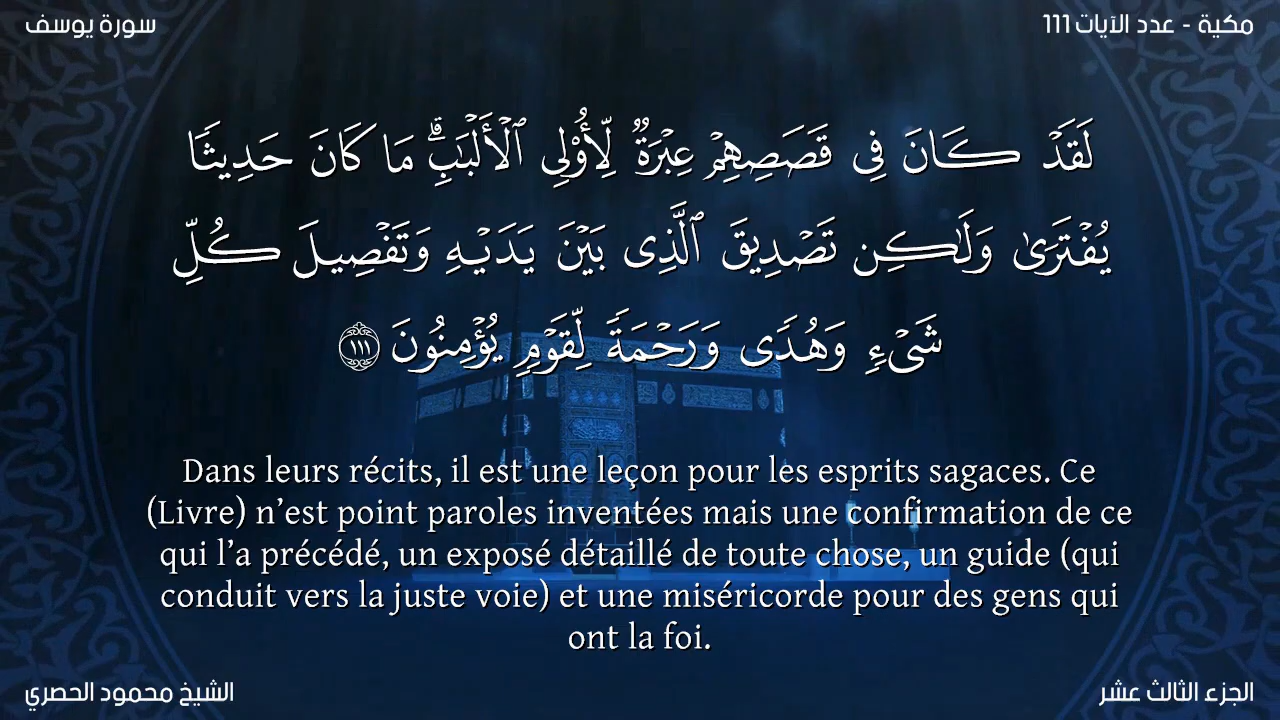 مكية - عدد الآيات 111
سورة يوسف
لَقَدْ كَانَ فِى قَصَصِهِمْ عِبْرَةٌ لِّأُو۟لِى ٱلْأَلْبَـٰبِ ۗ مَا كَانَ حَدِيثًا
يُفْتَرَىٰ وَلَـٰكِن تَصْدِيقَ ٱلَّذِى بَيْنَ يَدَيْهِ وَتَفْصِيلَ كُلِّ
شَىْءٍ وَهُدًى وَرَحْمَةً لِّقَوْمٍ يُؤْمِنُونَ ١١١
Dans leurs récits, il est une leçon pour les esprits sagaces. Ce
(Livre) n’est point paroles inventées mais une confirmation de ce
qui l’a précédé, un exposé détaillé de toute chose, un guide (qui
conduit vers la juste voie) et une miséricorde pour des gens qui
ont la foi.
الجزء الثالث عشر
الشيخ محمود الحصري